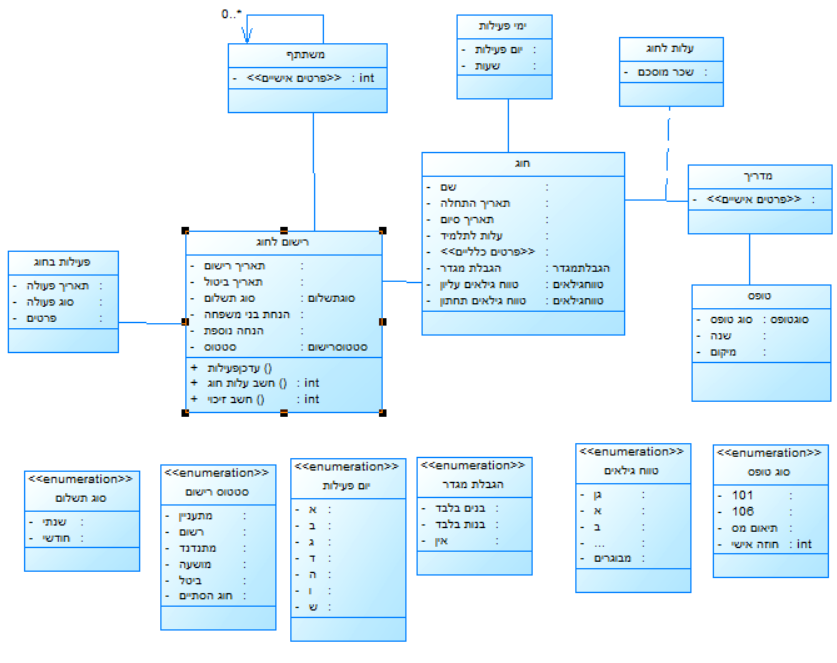 0..*
משתתף
- <<פרטים אישיים>> : int
ימי פעילות
- יום פעילות :
- שעות :
עלות לחוג
- שכר מוסכם :
חוג
- שם :
- תאריך התחלה :
- תאריך סיום :
- עלות לתלמיד :
- <<פרטים כלליים>> :
- הגבלת מגדר : הגבלתמגדר
- טווח גילאים עליון : טווחגילאים
- טווח גילאים תחתון : טווחגילאים
מדריך
- <<פרטים אישיים>> :
רישום לחוג
- תאריך רישום :
- תאריך ביטול :
- סוג תשלום : סוגתשלום
- הנחת בני משפחה :
- הנחה נוספת :
- סטטוס : סטטוסרישום
+ עדכןפעילות ()
+ חשב עלות חוג () : int
+ חשב זיכוי () : int
פעילות בחוג
- תאריך פעולה :
- סוג פעולה :
- פרטים :
טופס
- סוג טופס : סוגטופס
- שנה :
- מיקום :
<<enumeration>>
סוג תשלום
- שנתי :
- חודשי :
<<enumeration>>
סטטוס רישום
- מתעניין :
- רשום :
- מתנדנד :
- מושעה :
- ביטל :
- חוג הסתיים :
<<enumeration>>
יום פעילות
- א :
- ב :
- ג :
- ד :
- ה :
- ו :
- ש :
<<enumeration>>
הגבלת מגדר
- בנים בלבד :
- בנות בלבד :
- אין :
<<enumeration>>
טווח גילאים
- גן :
- א :
- ב :
- ... :
- מבוגרים :
<<enumeration>>
סוג טופס
- 101 :
- 106 :
- תיאום מס :
- חוזה אישי : int